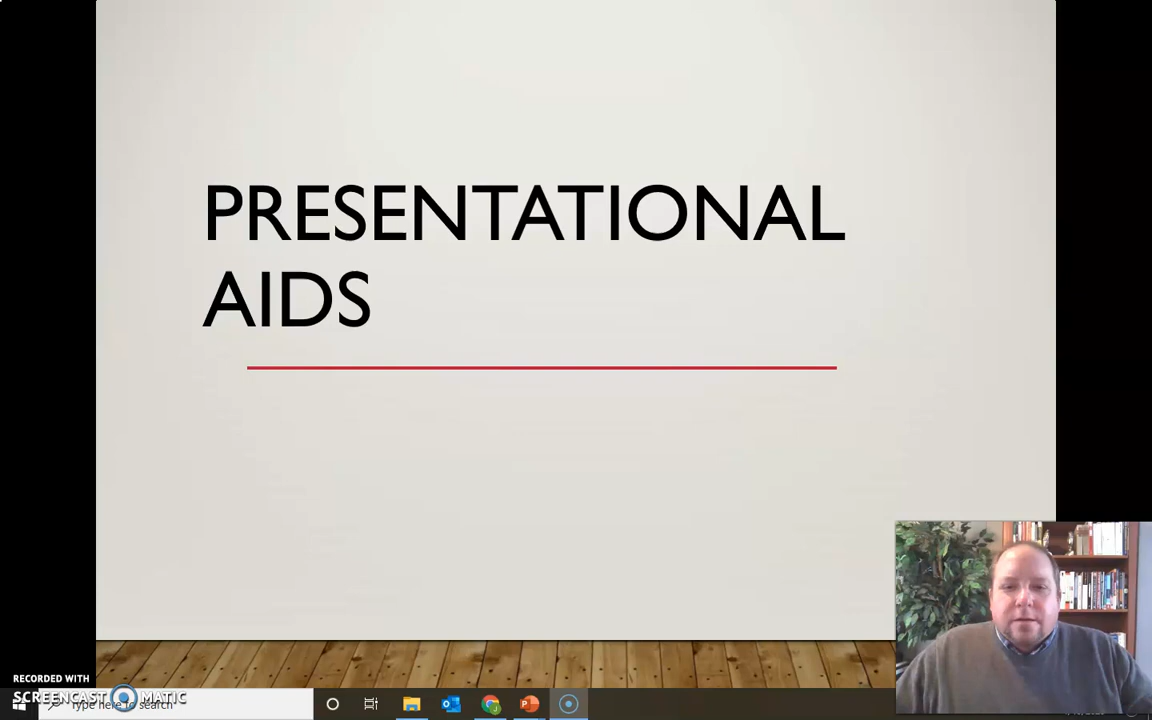 PRESENTATIONAL
AIDS
RECORDED WITH
SCREENCAST MATIC
Type here to search